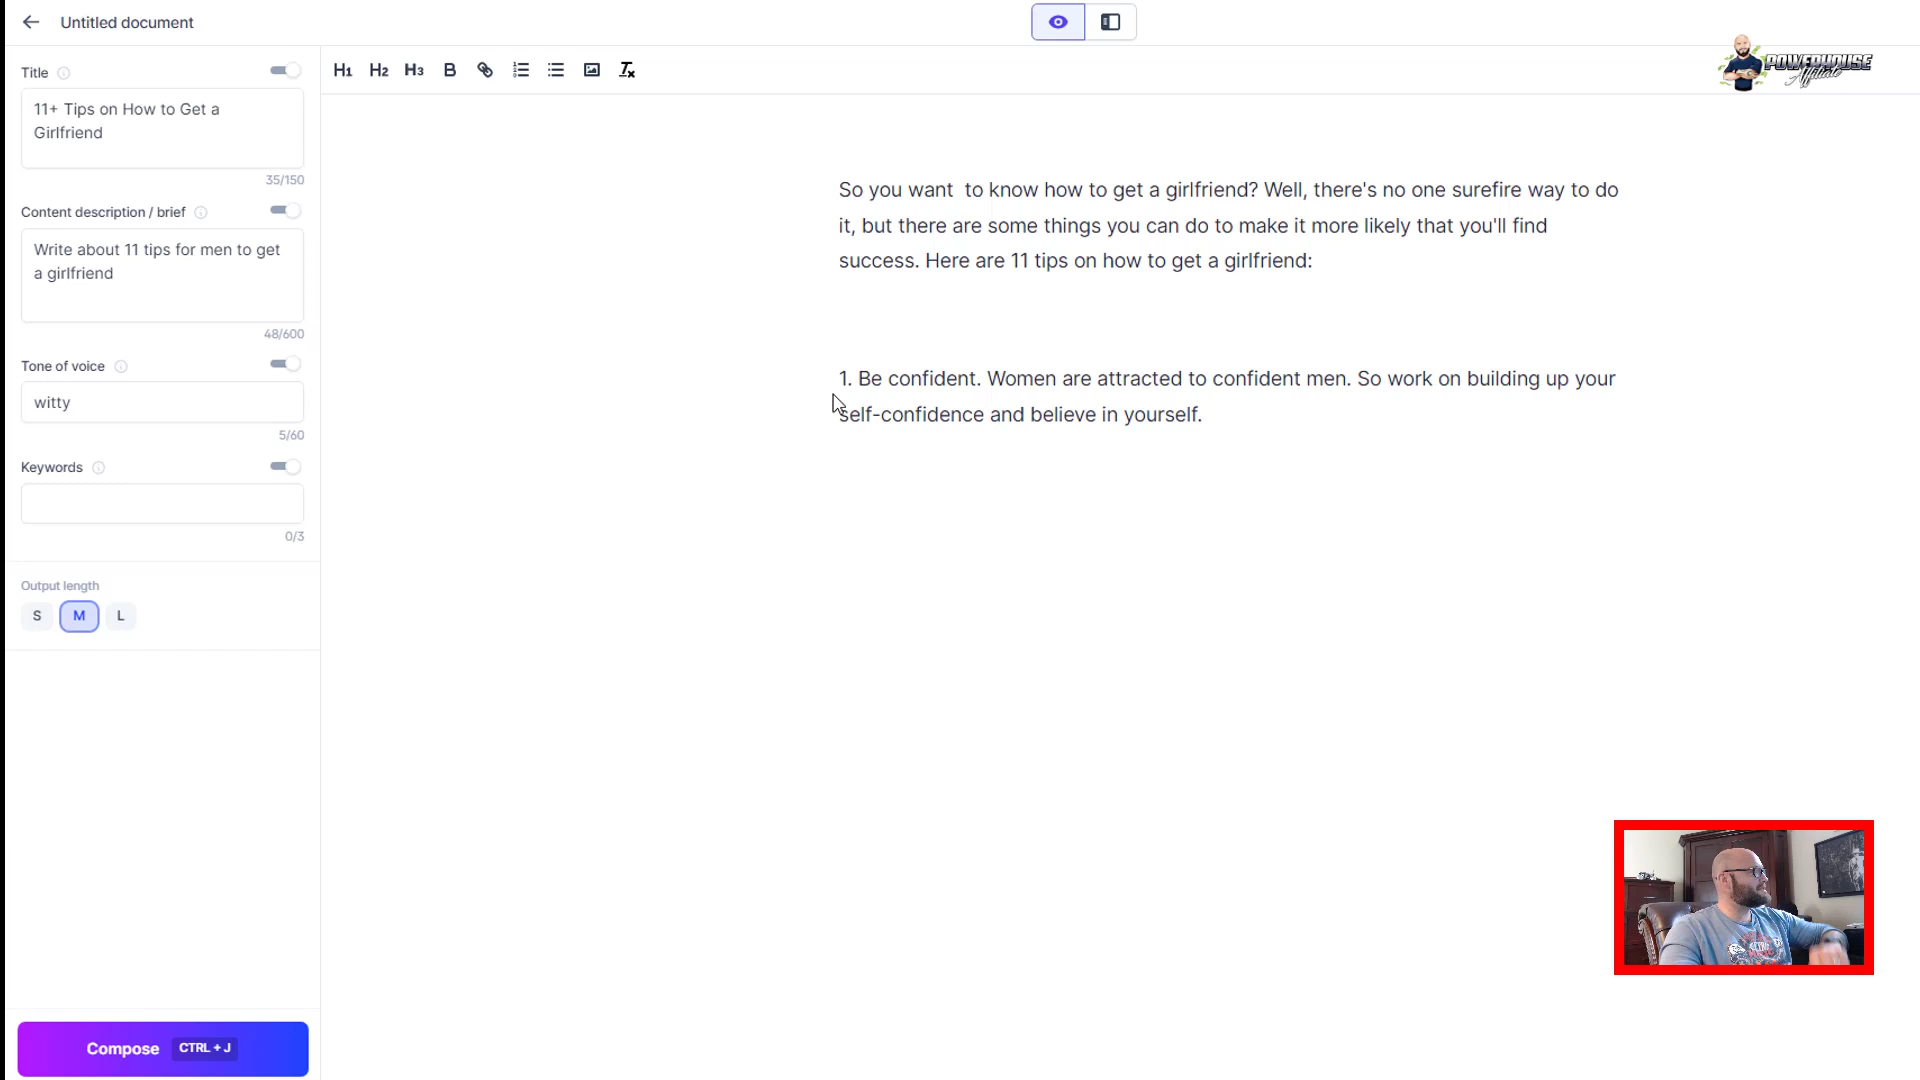 Untitled document
POWERHOUSE
Affiliate
Title
11+ Tips on How to Get a
Girlfriend
35/150
Content description / brief
Write about 11 tips for men to get
a girlfriend
48/600
Tone of voice
witty
5/60
Keywords
0/3
Output length
S M L
Compose CTRL + J
H1 H2 H3 B
So you want  to know how to get a girlfriend? Well, there's no one surefire way to do
it, but there are some things you can do to make it more likely that you'll find
success. Here are 11 tips on how to get a girlfriend:
1. Be confident. Women are attracted to confident men. So work on building up your
self-confidence and believe in yourself.